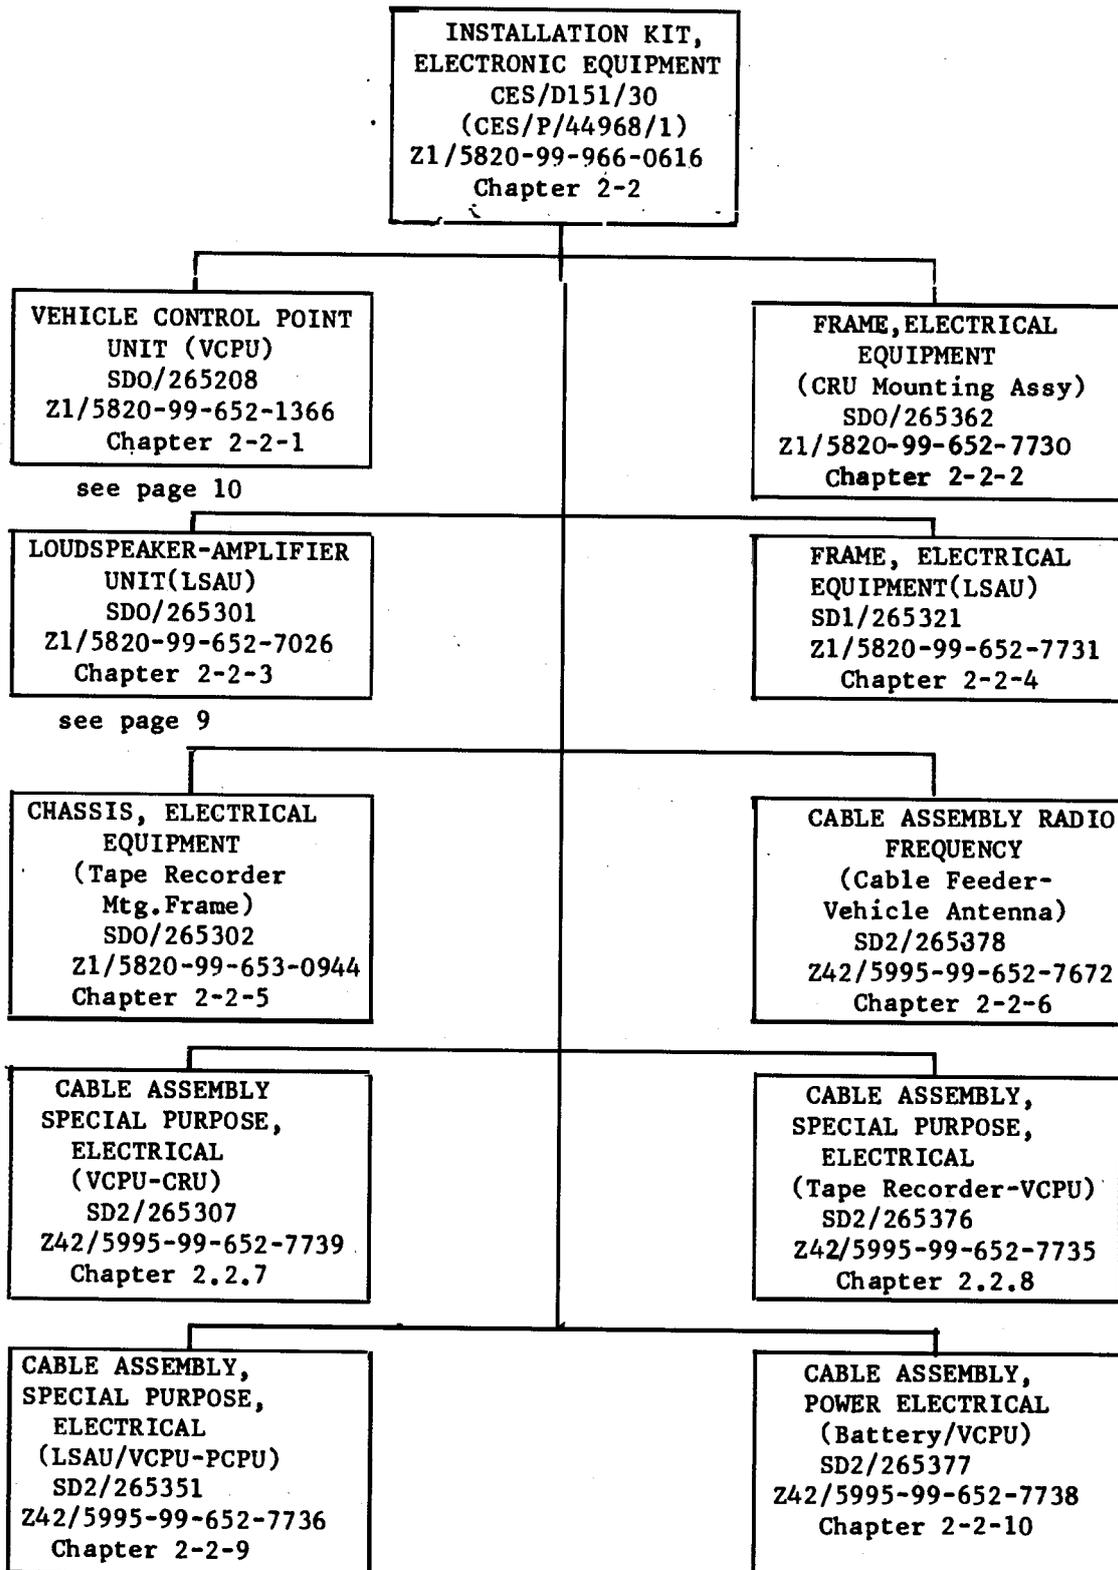 INSTALLATION KIT,
ELECTRONIC EQUIPMENT
CES/D151/30
(CES/P/44968/1)
Z1/5820-99-966-0616
Chapter 2-2
VEHICLE CONTROL POINT
UNIT (VCPU)
SDO/265208
Z1/5820-99-652-1366
Chapter 2-2-1
see page 10
FRAME,ELECTRICAL
EQUIPMENT
(CRU Mounting Assy)
SDO/265362
Z1/5820-99-652-7730
Chapter 2-2-2
LOUDSPEAKER-AMPLIFIER
UNIT(LSAU)
SDO/265301
Z1/5820-99-652-7026
Chapter 2-2-3
see page 9
FRAME, ELECTRICAL
EQUIPMENT(LSAU)
SD1/265321
Z1/5820-99-652-7731
Chapter 2-2-4
CHASSIS, ELECTRICAL
EQUIPMENT
(Tape Recorder
Mtg.Frame)
SDO/265302
Z1/5820-99-653-0944
Chapter 2-2-5
CABLE ASSEMBLY RADIO
FREQUENCY
(Cable Feeder-
Vehicle Antenna)
SD2/265378
Z42/5995-99-652-7672
Chapter 2-2-6
CABLE ASSEMBLY
SPECIAL PURPOSE,
ELECTRICAL
(VCPU-CRU)
SD2/265307
Z42/5995-99-652-7739
Chapter 2.2.7
CABLE ASSEMBLY,
SPECIAL PURPOSE,
ELECTRICAL
(Tape Recorder-VCPU)
SD2/265376
Z42/5995-99-652-7735
Chapter 2.2.8
CABLE ASSEMBLY,
SPECIAL PURPOSE,
ELECTRICAL
(LSAU/VCPU-PCPU)
SD2/265351
Z42/5995-99-652-7736
Chapter 2-2-9
CABLE ASSEMBLY,
POWER ELECTRICAL
(Battery/VCPU)
SD2/265377
Z42/5995-99-652-7738
Chapter 2-2-10